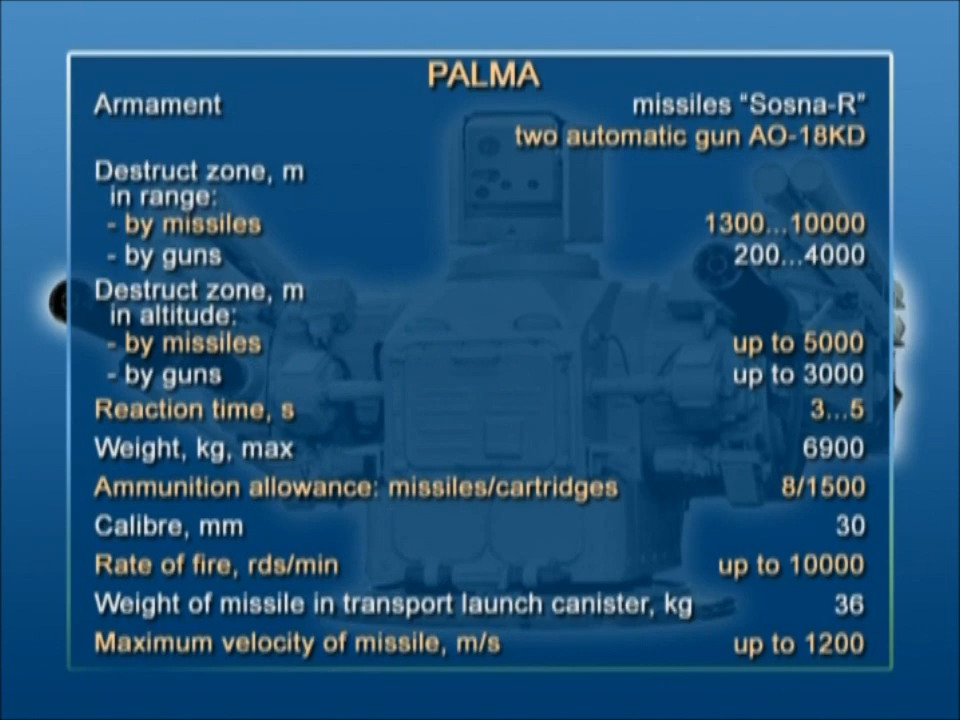 PALMA
Armament missiles “Sosna-R”
two automatic gun AO-18KD
Destruct zone, m
in range:
- by missiles 1300...10000
- by guns 200...4000
Destruct zone, m
in altitude:
- by missiles up to 5000
- by guns up to 3000
Reaction time, s 3...5
Weight, kg, max 6900
Ammunition allowance: missiles/cartridges 8/1500
Calibre, mm 30
Rate of fire, rds/min up to 10000
Weight of missile in transport launch canister, kg 36
Maximum velocity of missile, m/s up to 1200